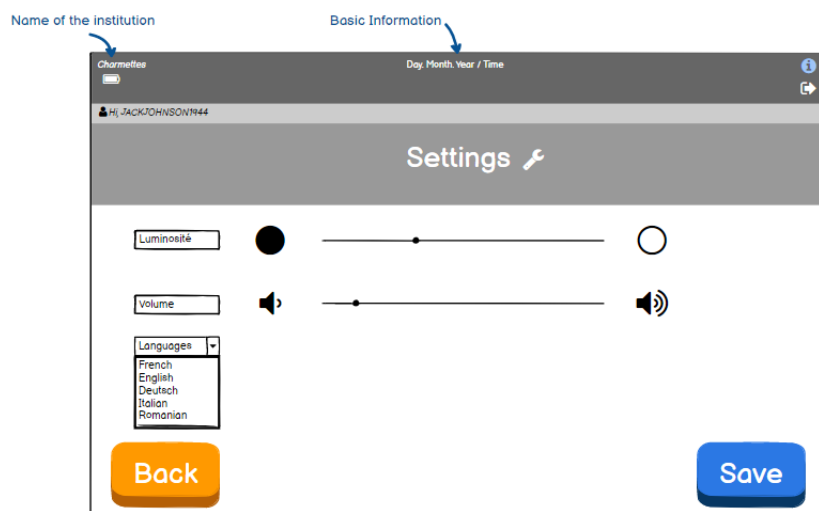 Name of the institution
Basic Information
Charmettes
Day. Month. Year / Time
Hi, JACKJOHNSON1944
Settings
Luminosité
Volume
Languages
French
English
Deutsch
Italian
Romanian
Back
Save